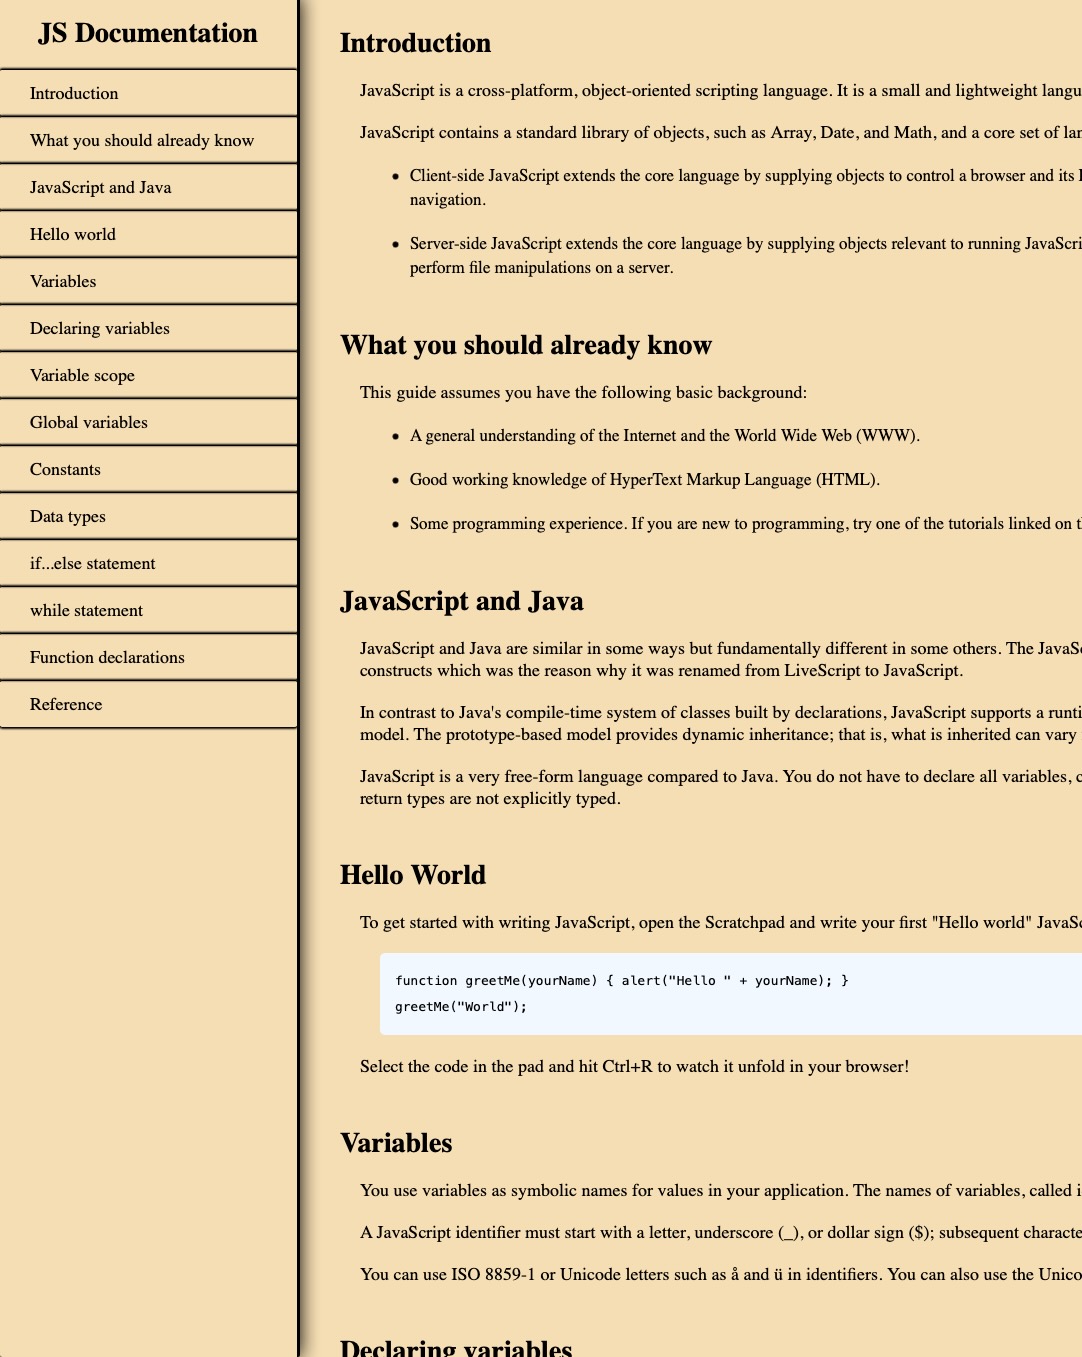 JS Documentation
Introduction
What you should already know
JavaScript and Java
Hello world
Variables
Declaring variables
Variable scope
Global variables
Constants
Data types
if...else statement
while statement
Function declarations
Reference
Introduction
JavaScript is a cross-platform, object-oriented scripting language. It is a small and lightweight langu
JavaScript contains a standard library of objects, such as Array, Date, and Math, and a core set of lan
Client-side JavaScript extends the core language by supplying objects to control a browser and its
navigation.
Server-side JavaScript extends the core language by supplying objects relevant to running JavaScri
perform file manipulations on a server.
What you should already know
This guide assumes you have the following basic background:
A general understanding of the Internet and the World Wide Web (WWW).
Good working knowledge of HyperText Markup Language (HTML).
Some programming experience. If you are new to programming, try one of the tutorials linked on
JavaScript and Java
JavaScript and Java are similar in some ways but fundamentally different in some others. The JavaSc
constructs which was the reason why it was renamed from LiveScript to JavaScript.
In contrast to Java's compile-time system of classes built by declarations, JavaScript supports a runti
model. The prototype-based model provides dynamic inheritance; that is, what is inherited can vary
JavaScript is a very free-form language compared to Java. You do not have to declare all variables, c
return types are not explicitly typed.
Hello World
To get started with writing JavaScript, open the Scratchpad and write your first "Hello world" JavaSc
function greetMe(yourName) { alert("Hello " + yourName); }
greetMe("World");
Select the code in the pad and hit Ctrl+R to watch it unfold in your browser!
Variables
You use variables as symbolic names for values in your application. The names of variables, called i
A JavaScript identifier must start with a letter, underscore (_), or dollar sign ($); subsequent characte
You can use ISO 8859-1 or Unicode letters such as å and ü in identifiers. You can also use the Unico
Declaring variables